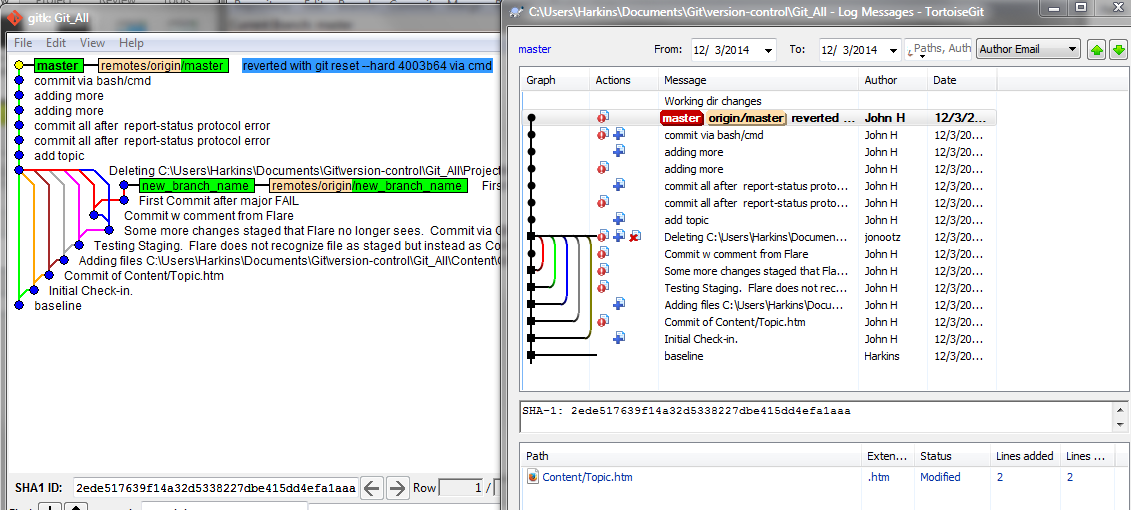 gitk: Git_All
File Edit View Help
master remotes/origin/master reverted with git reset --hard 4003b64 via cmd
commit via bash/cmd
adding more
adding more
commit all after report-status protocol error
commit all after report-status protocol error
add topic
Deleting C:\Users\Harkins\Documents\Git\version-control\Git_All\Project
new_branch_name remotes/origin/new_branch_name Firs
First Commit after major FAIL
Commit w comment from Flare
Some more changes staged that Flare no longer sees. Commit via G
Testing Staging. Flare does not recognize file as staged but instead as Co
Adding files C:\Users\Harkins\Documents\Git\version-control\Git_All\Content\C
Commit of Content/Topic.htm
Initial Check-in.
baseline
SHA1 ID: 2ede517639f14a32d5338227dbe415dd4efa1aaa Row 1 /
C:\Users\Harkins\Documents\Git\version-control\Git_All - Log Messages - TortoiseGit
master From: 12/ 3/2014 To: 12/ 3/2014 Paths, Auth Author Email
Graph Actions Message Author Date
Working dir changes
master origin/master reverted ... John H 12/3/2...
commit via bash/cmd John H 12/3/20...
adding more John H 12/3/20...
adding more John H 12/3/20...
commit all after report-status proto... John H 12/3/20...
commit all after report-status proto... John H 12/3/20...
add topic John H 12/3/20...
Deleting C:\Users\Harkins\Documen... jonootz 12/3/20...
Commit w comment from Flare John H 12/3/20...
Some more changes staged that Fla... John H 12/3/20...
Testing Staging. Flare does not rec... John H 12/3/20...
Adding files C:\Users\Harkins\Docu... John H 12/3/20...
Commit of Content/Topic.htm John H 12/3/20...
Initial Check-in. John H 12/3/20...
baseline Harkins 12/3/20...
SHA-1: 2ede517639f14a32d5338227dbe415dd4efa1aaa
Path Exten... Status Lines added Lines ...
Content/Topic.htm .htm Modified 2 2